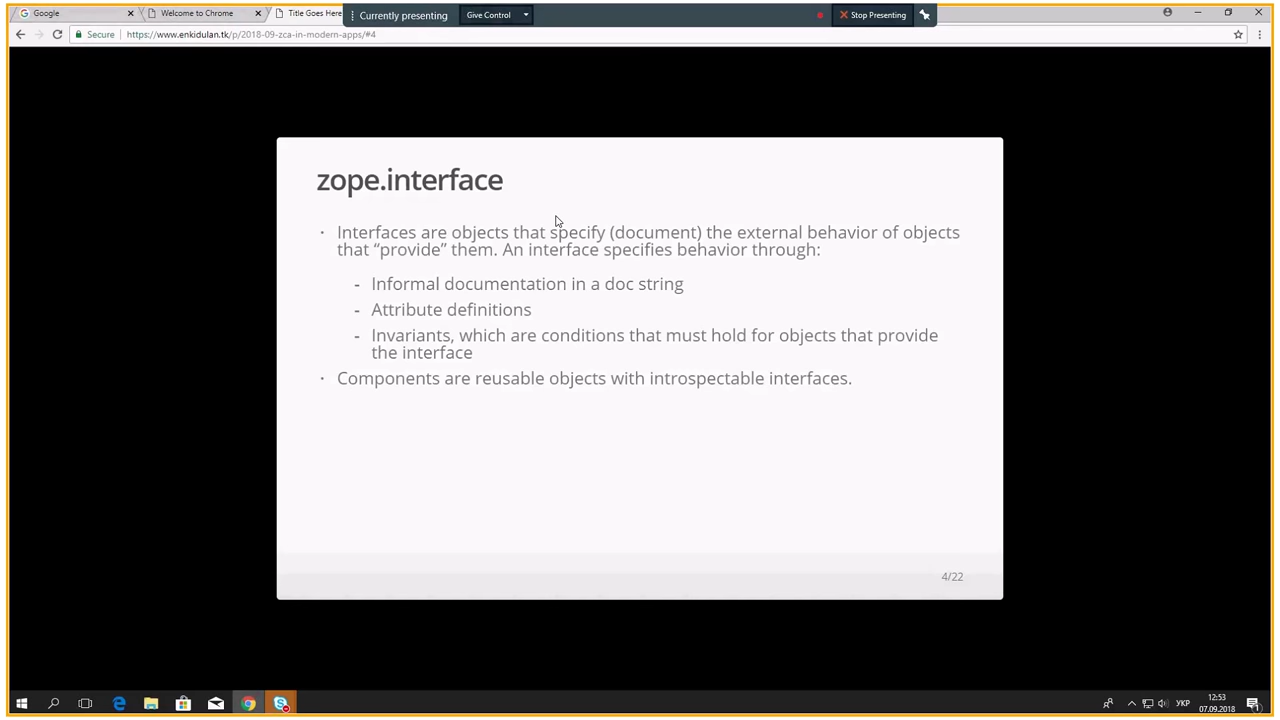 Google
Welcome to Chrome
Title Goes Here
Currently presenting
Give Control
Stop Presenting
Secure
https://www.enkidulan.tk/p/2018-09-zca-in-modern-apps/#4
zope.interface
· Interfaces are objects that specify (document) the external behavior of objects
that “provide” them. An interface specifies behavior through:
- Informal documentation in a doc string
- Attribute definitions
- Invariants, which are conditions that must hold for objects that provide
the interface
· Components are reusable objects with introspectable interfaces.
4/22
УКР
12:53
07.09.2018
1